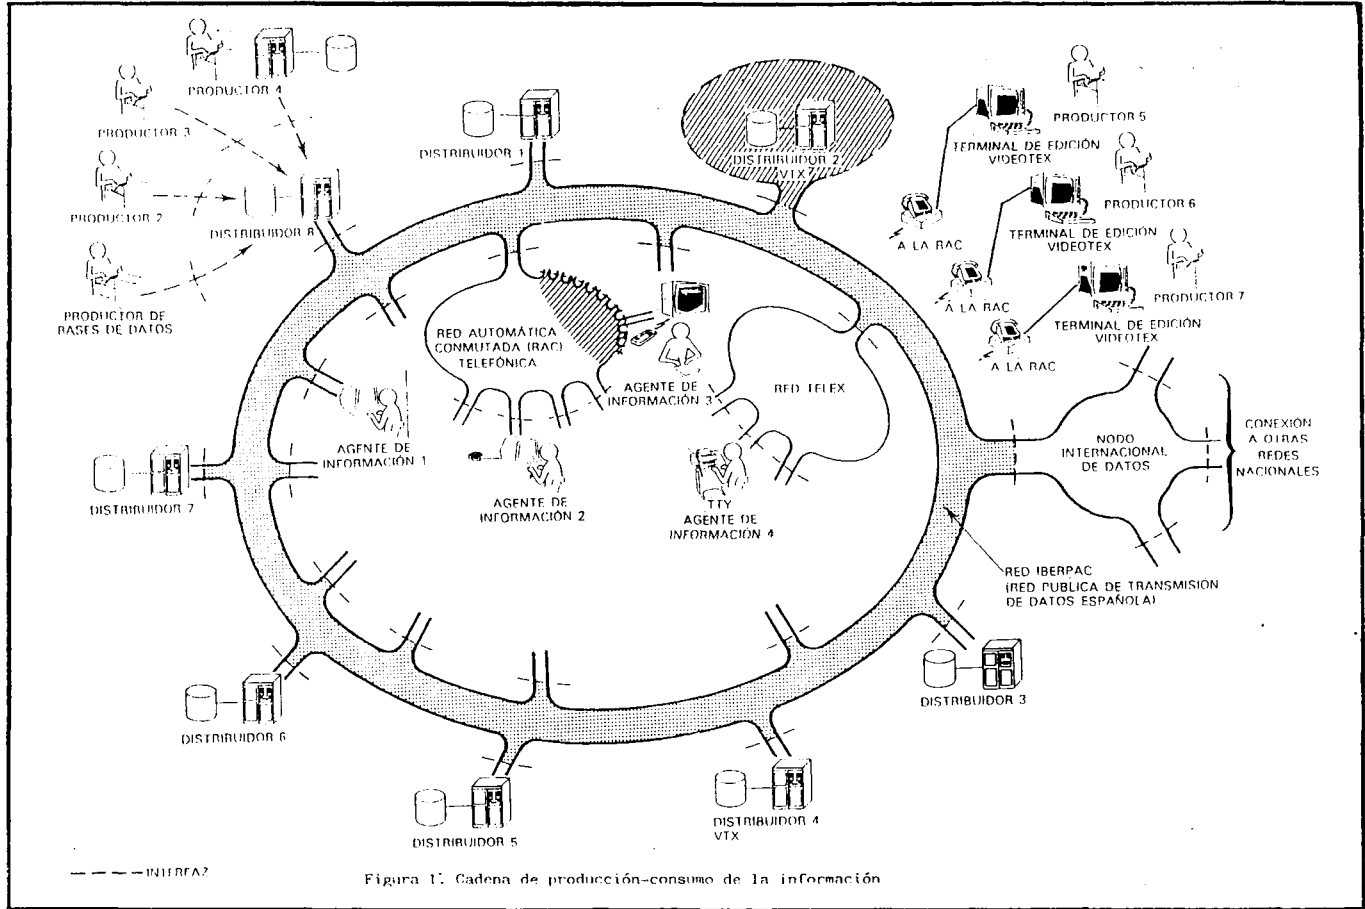 PRODUCTOR 4
PRODUCTOR 3
PRODUCTOR 2
PRODUCTOR DE
BASES DE DATOS
DISTRIBUIDOR 8
DISTRIBUIDOR 1
DISTRIBUIDOR 2
VTX
PRODUCTOR 5
TERMINAL DE EDICIÓN
VIDEOTEX
A LA RAC
PRODUCTOR 6
TERMINAL DE EDICIÓN
VIDEOTEX
A LA RAC
PRODUCTOR 7
TERMINAL DE EDICIÓN
VIDEOTEX
A LA RAC
RED AUTOMÁTICA
CONMUTADA (RAC)
TELEFÓNICA
AGENTE DE
INFORMACIÓN 3
RED TELEX
AGENTE DE
INFORMACIÓN 1
AGENTE DE
INFORMACIÓN 2
TTY
AGENTE DE
INFORMACIÓN 4
NODO
INTERNACIONAL
DE DATOS
CONEXIÓN
A OTRAS
REDES
NACIONALES
DISTRIBUIDOR 7
RED IBERPAC
(RED PUBLICA DE TRANSMISION
DE DATOS ESPAÑOLA)
DISTRIBUIDOR 3
DISTRIBUIDOR 6
DISTRIBUIDOR 5
DISTRIBUIDOR 4
VTX
INTERFAZ
Figura 1. Cadena de producción-consumo de la información